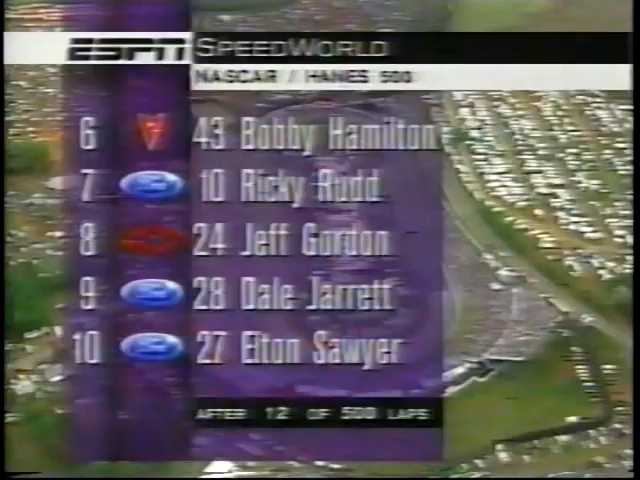 ESPN SPEEDWORLD
NASCAR / HANES 500
6 43 Bobby Hamilton
7 10 Ricky Rudd
8 24 Jeff Gordon
9 28 Dale Jarrett
10 27 Elton Sawyer
AFTER 12 OF 500 LAPS